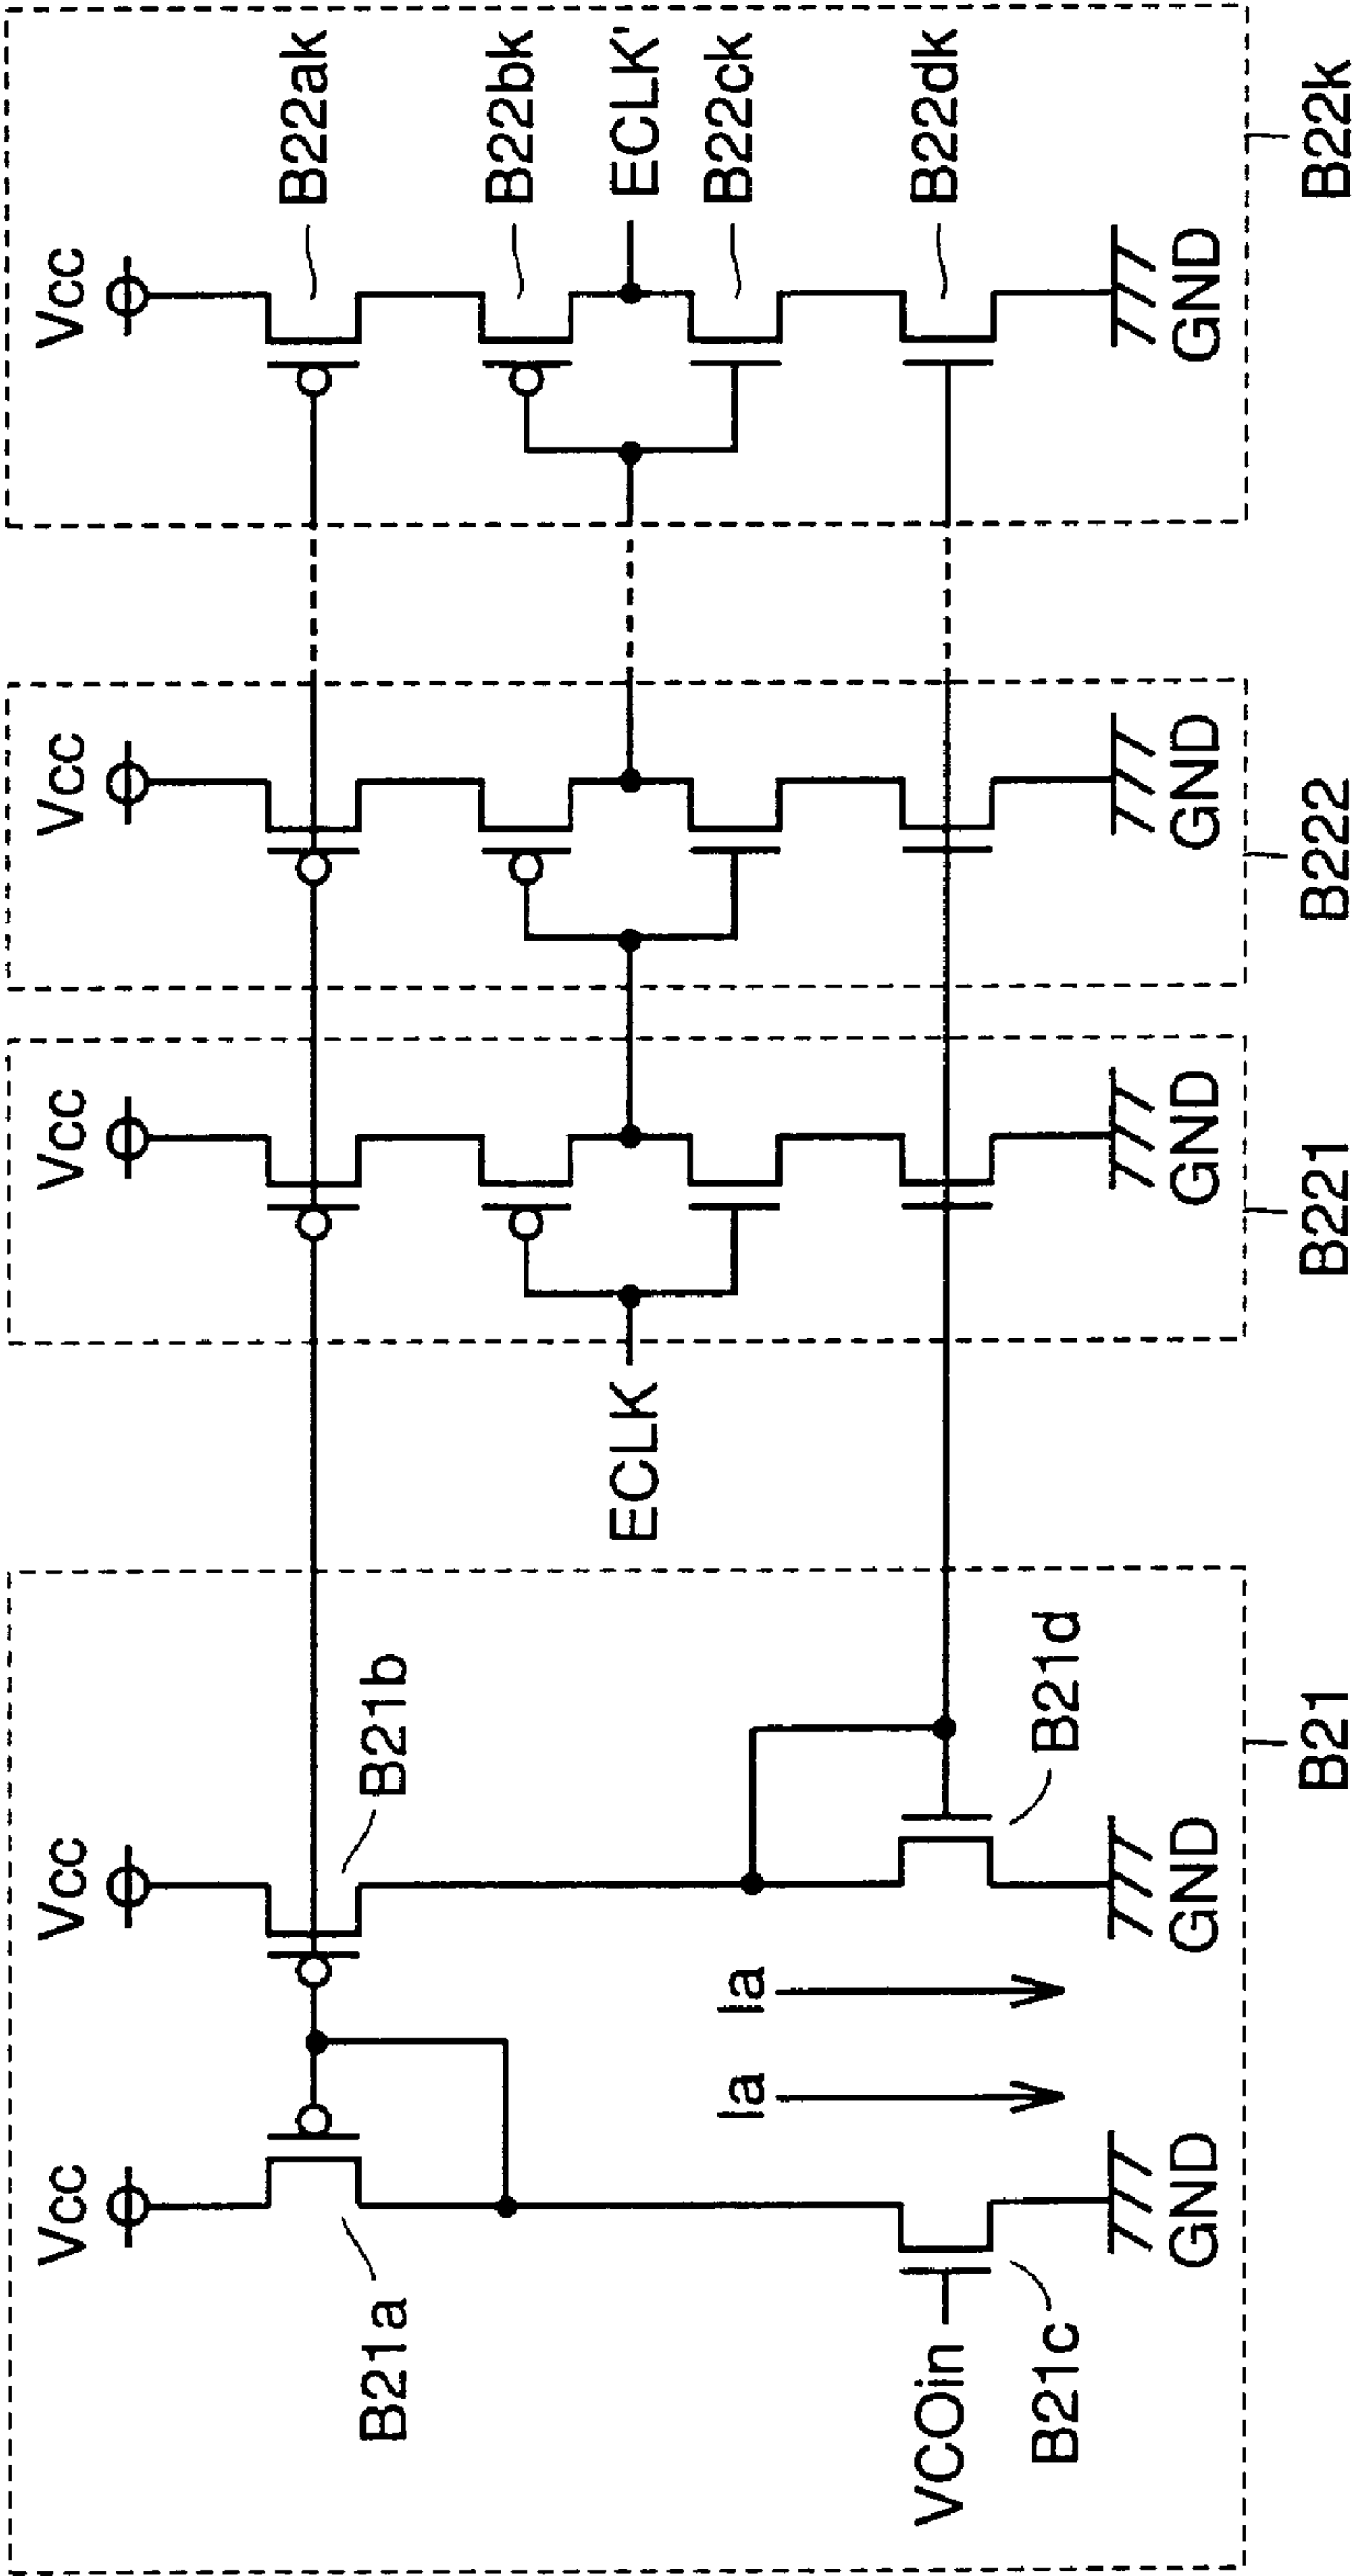 Vcc
Vcc
Vcc
Vcc
Vcc
B21a
B21b
B22ak
B22bk
ECLK
ECLK'
B22ck
Ia
Ia
VCOin
B21c
B21d
B22dk
GND
GND
GND
GND
GND
B21
B221
B222
B22k